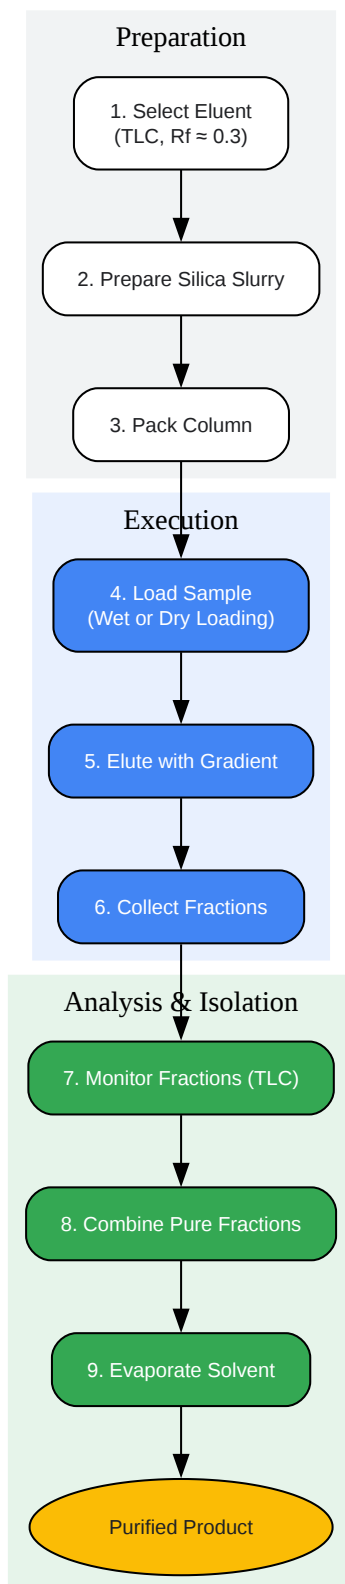 Preparation
1. Select Eluent
(TLC, Rf ≈ 0.3)
2. Prepare Silica Slurry
3. Pack Column
Execution
4. Load Sample
(Wet or Dry Loading)
5. Elute with Gradient
6. Collect Fractions
Analysis & Isolation
7. Monitor Fractions (TLC)
8. Combine Pure Fractions
9. Evaporate Solvent
Purified Product